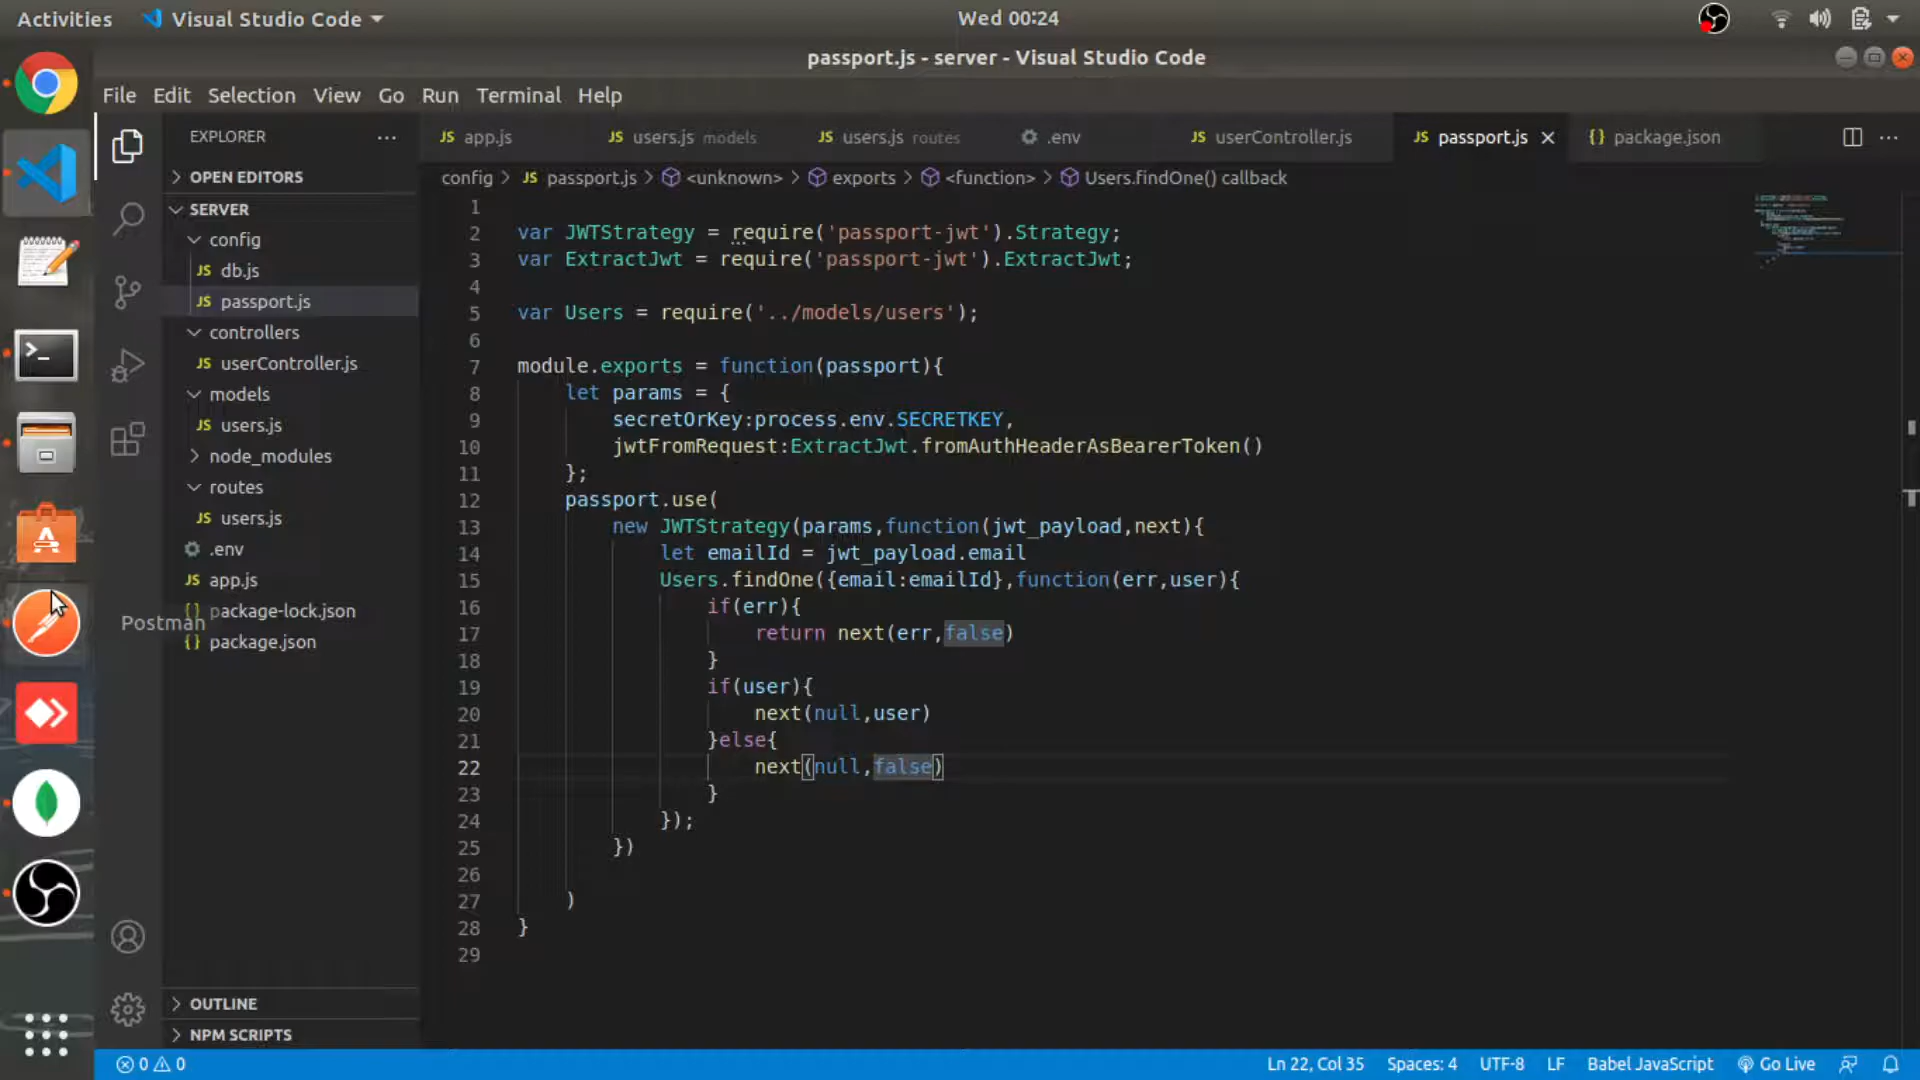 Activities Visual Studio Code Wed 00:24
passport.js - server - Visual Studio Code
File Edit Selection View Go Run Terminal Help
EXPLORER
OPEN EDITORS
SERVER
config
db.js
passport.js
controllers
userController.js
models
users.js
node_modules
routes
users.js
.env
app.js
package-lock.json
package.json
Postman
OUTLINE
NPM SCRIPTS
app.js users.js models users.js routes .env userController.js passport.js package.json
config > passport.js > <unknown> > exports > <function> > Users.findOne() callback
1
2 var JWTStrategy = require('passport-jwt').Strategy;
3 var ExtractJwt = require('passport-jwt').ExtractJwt;
4
5 var Users = require('../models/users');
6
7 module.exports = function(passport){
8 let params = {
9 secretOrKey:process.env.SECRETKEY,
10 jwtFromRequest:ExtractJwt.fromAuthHeaderAsBearerToken()
11 };
12 passport.use(
13 new JWTStrategy(params,function(jwt_payload,next){
14 let emailId = jwt_payload.email
15 Users.findOne({email:emailId},function(err,user){
16 if(err){
17 return next(err,false)
18 }
19 if(user){
20 next(null,user)
21 }else{
22 next(null,false)
23 }
24 });
25 })
26
27 )
28 }
29
0 0 Ln 22, Col 35 Spaces: 4 UTF-8 LF Babel JavaScript Go Live